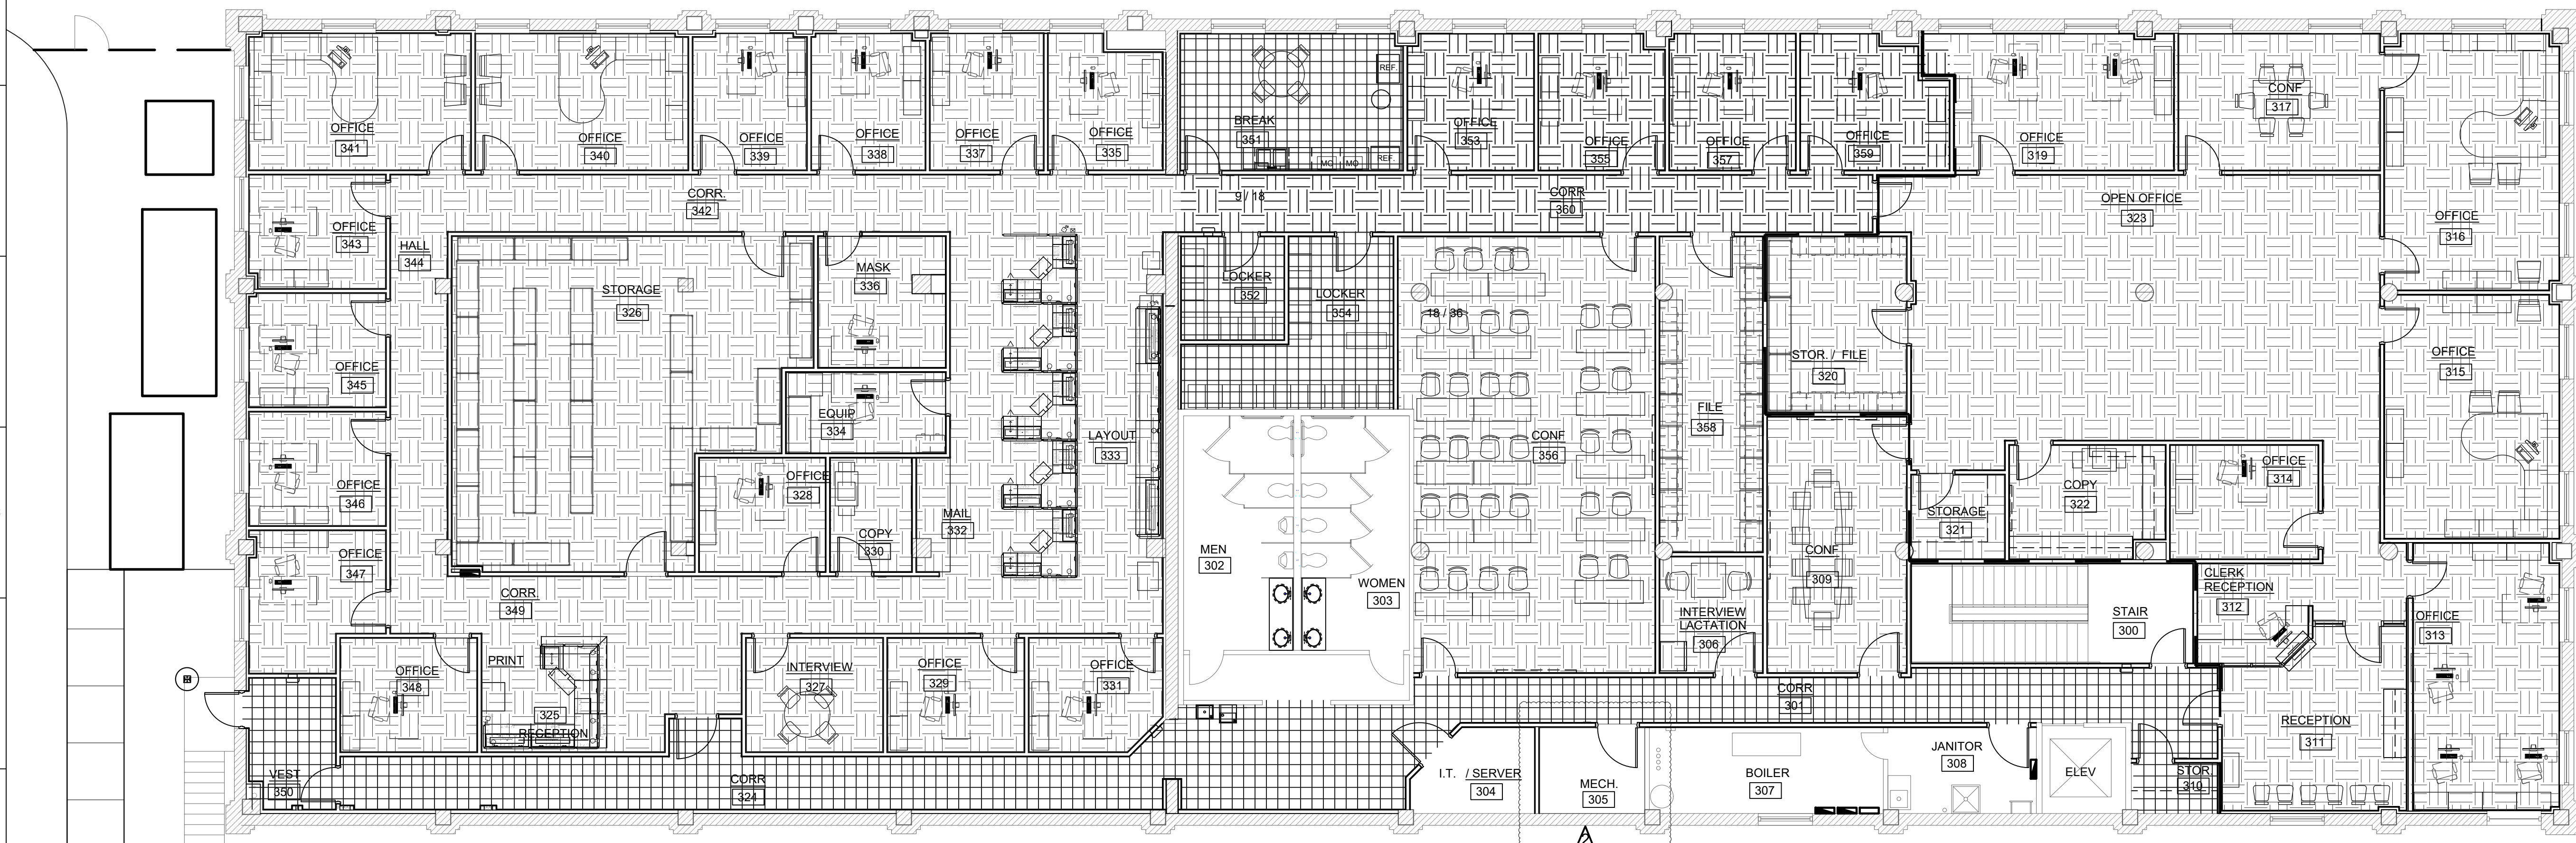 OFFICE
341
OFFICE
340
OFFICE
339
OFFICE
338
OFFICE
337
OFFICE
335
BREAK
351
REF.
MO
MO
REF.
OFFICE
353
OFFICE
355
OFFICE
357
OFFICE
359
OFFICE
319
CONF
317
OFFICE
316
CORR.
342
9 / 18
CORR
360
OPEN OFFICE
323
OFFICE
343
HALL
344
STORAGE
326
MASK
336
LOCKER
352
LOCKER
354
18 / 36
STOR. / FILE
320
OFFICE
315
OFFICE
345
EQUIP
334
LAYOUT
333
CONF
356
FILE
358
OFFICE
346
OFFICE
328
COPY
330
MAIL
332
STORAGE
321
COPY
322
OFFICE
314
OFFICE
347
MEN
302
WOMEN
303
CONF
309
CORR.
349
INTERVIEW
LACTATION
306
STAIR
300
CLERK
RECEPTION
312
OFFICE
313
OFFICE
348
PRINT
325
RECEPTION
INTERVIEW
327
OFFICE
329
OFFICE
331
CORR
301
RECEPTION
311
VEST
350
CORR
324
I.T. / SERVER
304
MECH.
305
BOILER
307
JANITOR
308
ELEV
STOR.
310